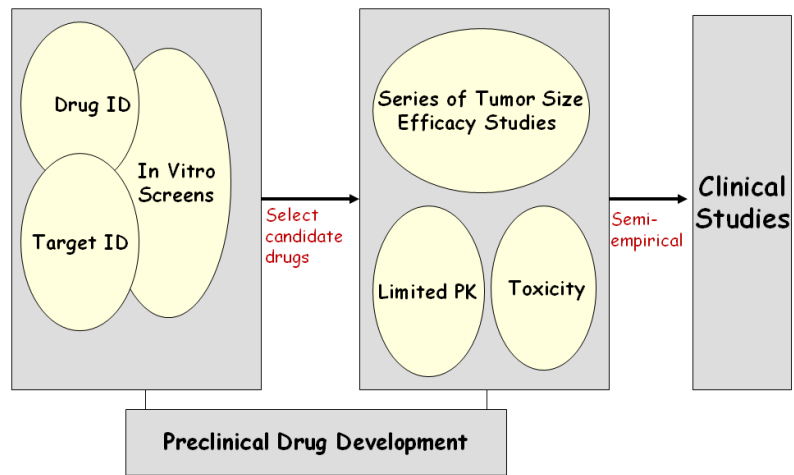 Drug ID
In Vitro
Screens
Target ID
Select
candidate
drugs
Series of Tumor Size
Efficacy Studies
Limited PK
Toxicity
Semi-
empirical
Clinical
Studies
Preclinical Drug Development